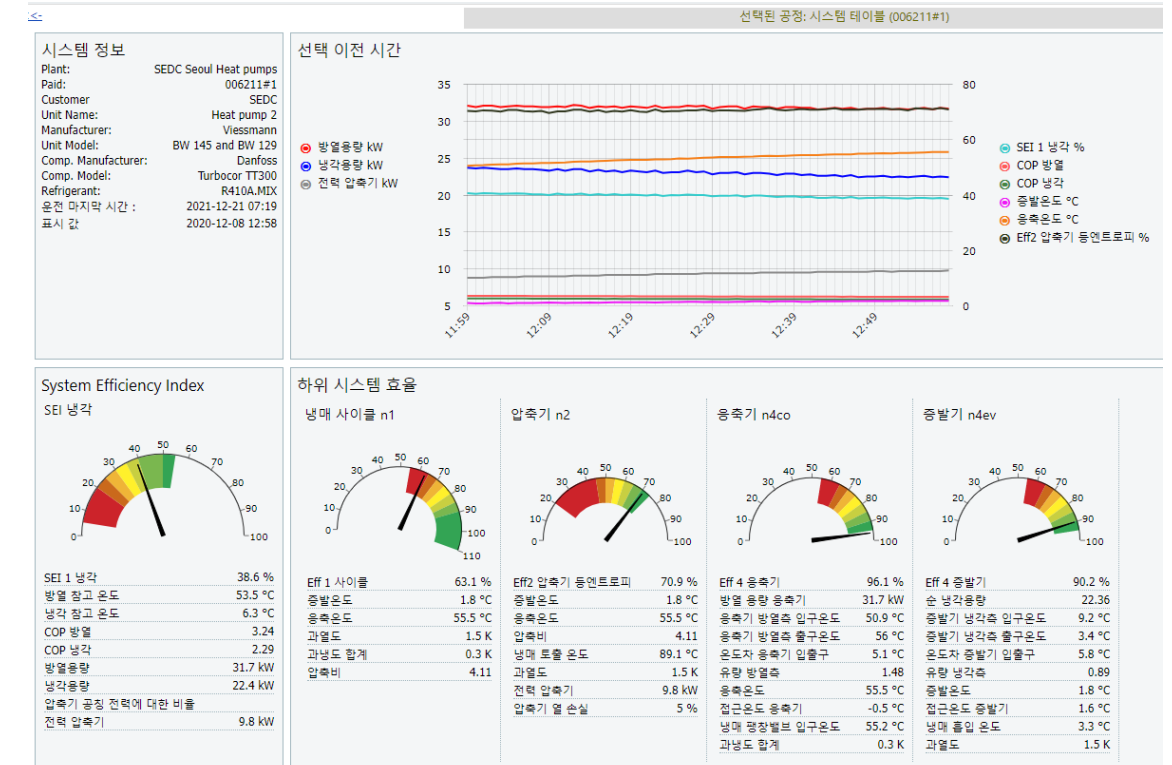 <-
선택된 공정: 시스템 테이블 (006211#1)
시스템 정보
Plant: SEDC Seoul Heat pumps
Paid: 006211#1
Customer SEDC
Unit Name: Heat pump 2
Manufacturer: Viessmann
Unit Model: BW 145 and BW 129
Comp. Manufacturer: Danfoss
Comp. Model: Turbocor TT300
Refrigerant: R410A.MIX
운전 마지막 시간 : 2021-12-21 07:19
표시 값 2020-12-08 12:58
선택 이전 시간
방열용량 kW
냉각용량 kW
전력 압축기 kW
35
30
25
20
15
10
5
80
60
40
20
0
11:59
12:09
12:19
12:29
12:39
12:49
SEI 1 냉각 %
COP 방열
COP 냉각
증발온도 °C
응축온도 °C
Eff2 압축기 등엔트로피 %
System Efficiency Index
SEI 냉각
0 10 20 30 40 50 60 70 80 90 100
SEI 1 냉각 38.6 %
방열 참고 온도 53.5 °C
냉각 참고 온도 6.3 °C
COP 방열 3.24
COP 냉각 2.29
방열용량 31.7 kW
냉각용량 22.4 kW
압축기 공칭 전력에 대한 비율
전력 압축기 9.8 kW
하위 시스템 효율
냉매 사이클 n1
0 10 20 30 40 50 60 70 80 90 100 110
Eff 1 사이클 63.1 %
증발온도 1.8 °C
응축온도 55.5 °C
과열도 1.5 K
과냉도 합계 0.3 K
압축비 4.11
압축기 n2
0 10 20 30 40 50 60 70 80 90 100
Eff2 압축기 등엔트로피 70.9 %
증발온도 1.8 °C
응축온도 55.5 °C
압축비 4.11
냉매 토출 온도 89.1 °C
과열도 1.5 K
전력 압축기 9.8 kW
압축기 열 손실 5 %
응축기 n4co
0 10 20 30 40 50 60 70 80 90 100
Eff 4 응축기 96.1 %
방열 용량 응축기 31.7 kW
응축기 방열측 입구온도 50.9 °C
응축기 방열측 출구온도 56 °C
온도차 응축기 입출구 5.1 °C
유량 방열측 1.48
응축온도 55.5 °C
접근온도 응축기 -0.5 °C
냉매 팽창밸브 입구온도 55.2 °C
과냉도 합계 0.3 K
증발기 n4ev
0 10 20 30 40 50 60 70 80 90 100
Eff 4 증발기 90.2 %
순 냉각용량 22.36
증발기 냉각측 입구온도 9.2 °C
증발기 냉각측 출구온도 3.4 °C
온도차 증발기 입출구 5.8 °C
유량 냉각측 0.89
증발온도 1.8 °C
접근온도 증발기 1.6 °C
냉매 흡입 온도 3.3 °C
과열도 1.5 K